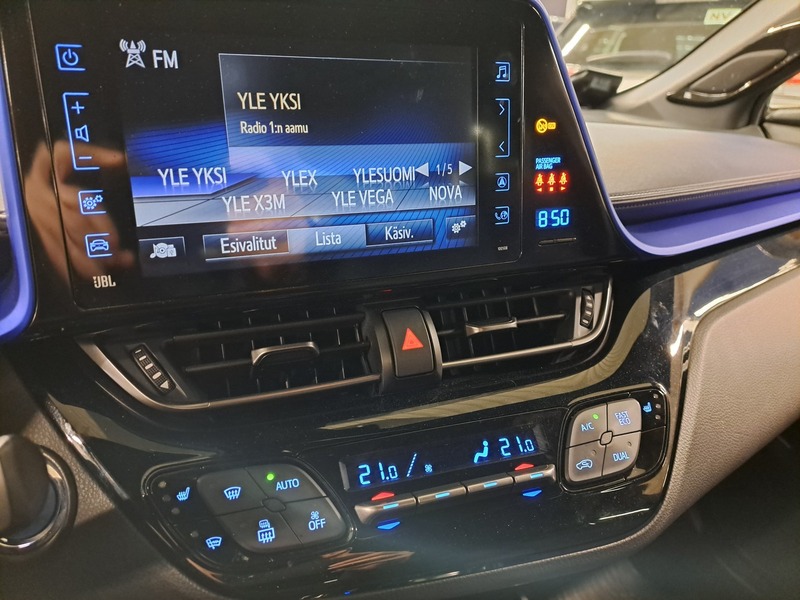 FM
YLE YKSI
Radio 1:n aamu
YLE YKSI YLEX YLESUOMI 1/5
YLE X3M YLE VEGA NOVA
Esivalitut Lista Käsiv.
JBL
PASSENGER
AIR BAG
8:50
21.0 21.0
AUTO
OFF
A/C FAST
ECO
DUAL